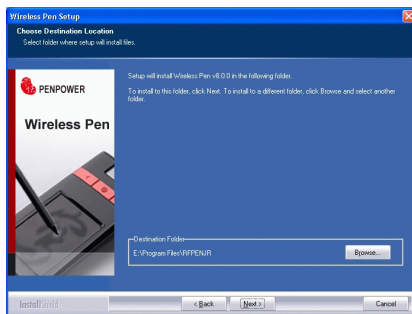 Wireless Pen Setup
Choose Destination Location
Select folder where setup will install files.
PENPOWER
Wireless Pen
Setup will install Wireless Pen v8.0.0 in the following folder.
To install to this folder, click Next. To install to a different folder, click Browse and select another
folder.
Destination Folder
E:\Program Files\RFPENJR
Browse...
InstallShield
< Back
Next >
Cancel